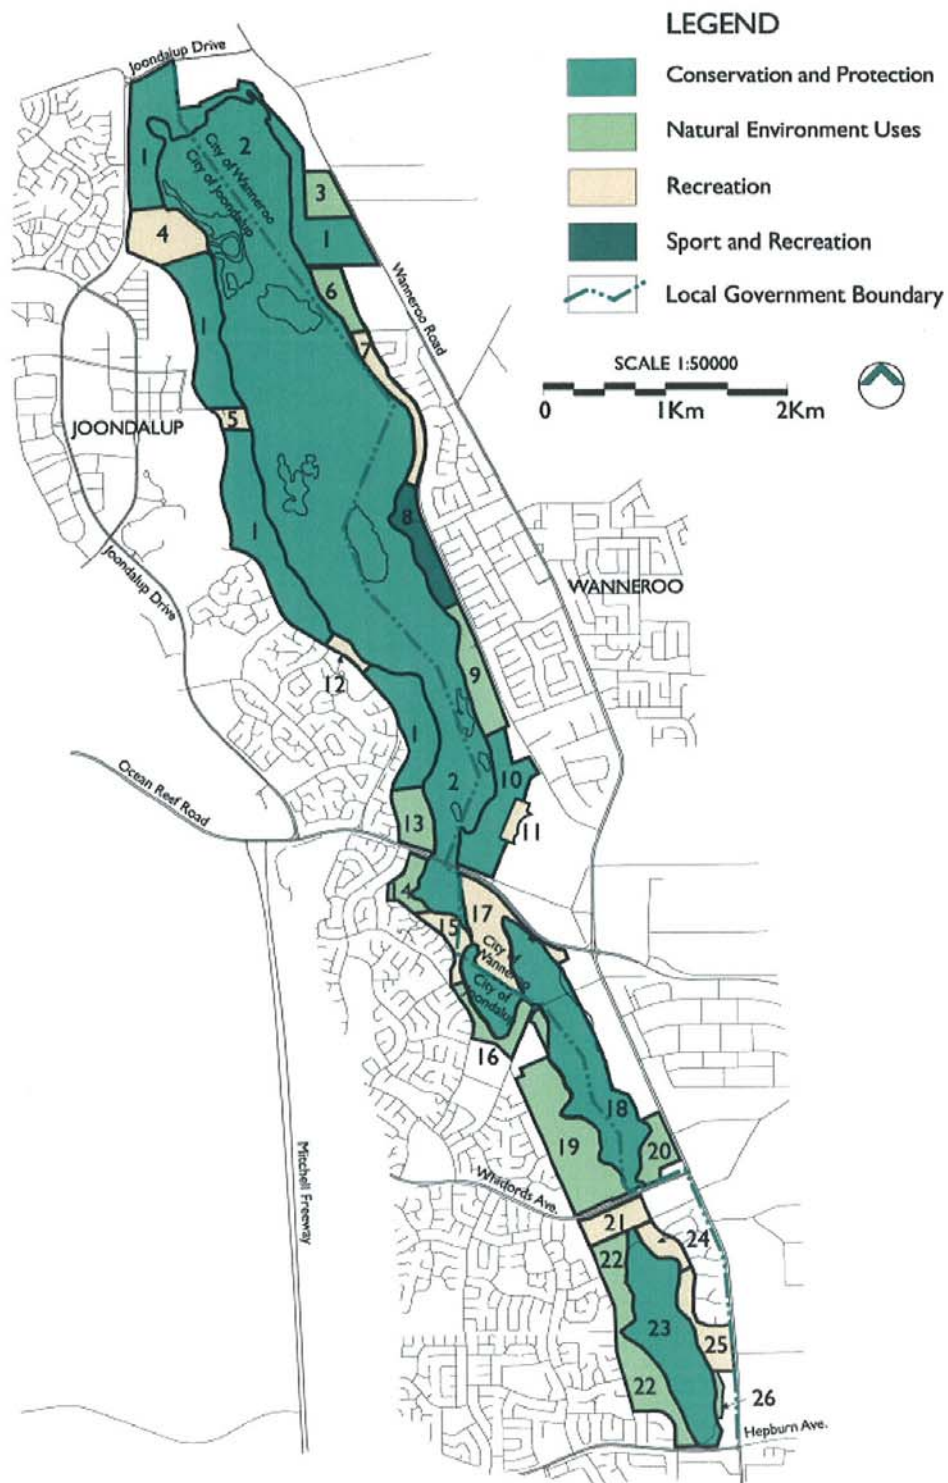 LEGEND
Conservation and Protection
Natural Environment Uses
Recreation
Sport and Recreation
Local Government Boundary
SCALE 1:50000
0 1Km 2Km
Joondalup Drive
1
2
City of Wanneroo
City of Joondalup
3
4
1
6
Wanneroo Road
7
1
5
JOONDALUP
8
1
WANNEROO
Joondalup Drive
9
12
1
2
10
Ocean Reef Road
13
11
14
17
15
City of
Wanneroo
City of
Joondalup
16
18
19
20
Whitfords Ave.
Mitchell Freeway
21
24
22
23
25
22
26
Hepburn Ave.